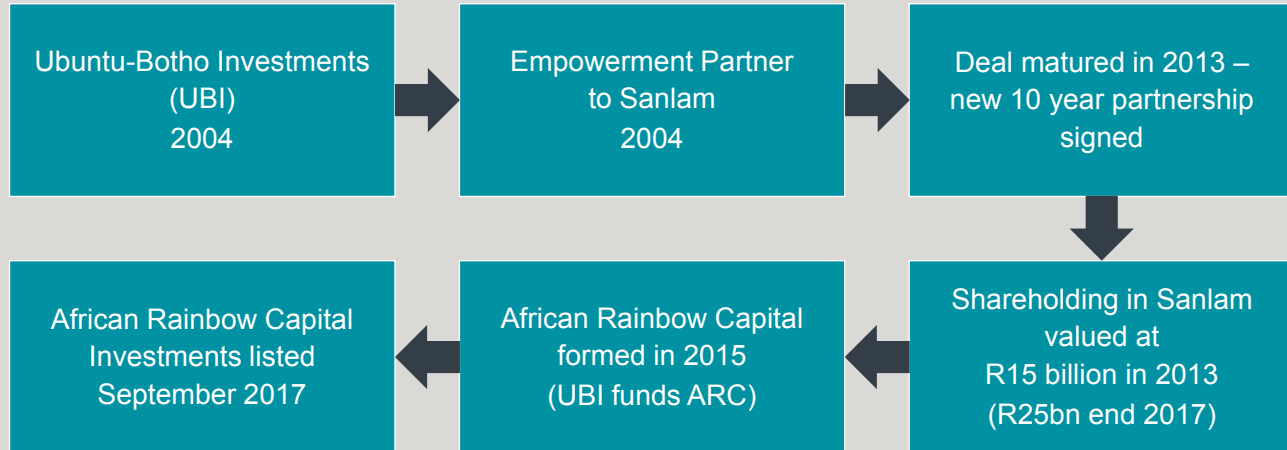 Ubuntu-Botho Investments
(UBI)
2004
Empowerment Partner
to Sanlam
2004
Deal matured in 2013 –
new 10 year partnership
signed
Shareholding in Sanlam
valued at
R15 billion in 2013
(R25bn end 2017)
African Rainbow Capital
formed in 2015
(UBI funds ARC)
African Rainbow Capital
Investments listed
September 2017